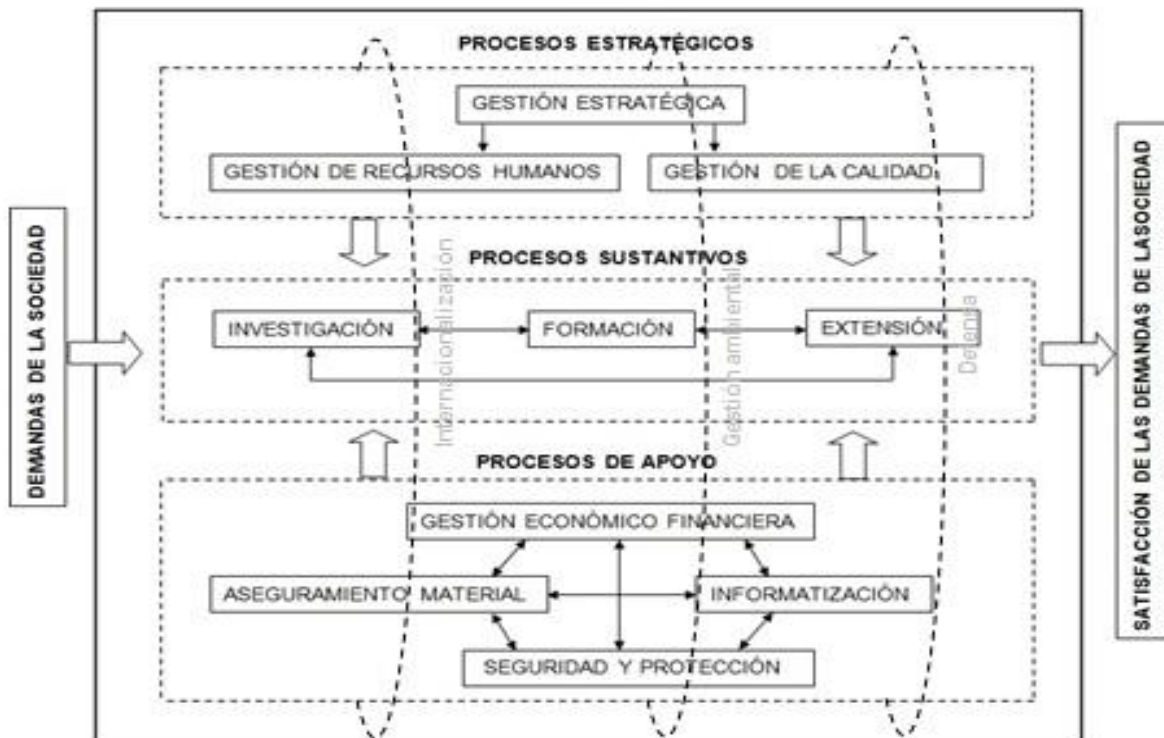 PROCESOS ESTRATÉGICOS
GESTIÓN ESTRATÉGICA
GESTIÓN DE RECURSOS HUMANOS
GESTIÓN DE LA CALIDAD
DEMANDAS DE LA SOCIEDAD
PROCESOS SUSTANTIVOS
INVESTIGACIÓN
FORMACIÓN
EXTENSIÓN
Internacionalización
Gestión ambiental
Defensa
PROCESOS DE APOYO
GESTIÓN ECONÓMICO FINANCIERA
ASEGURAMIENTO MATERIAL
INFORMATIZACIÓN
SEGURIDAD Y PROTECCIÓN
SATISFACCIÓN DE LAS DEMANDAS DE LASOCIEDAD